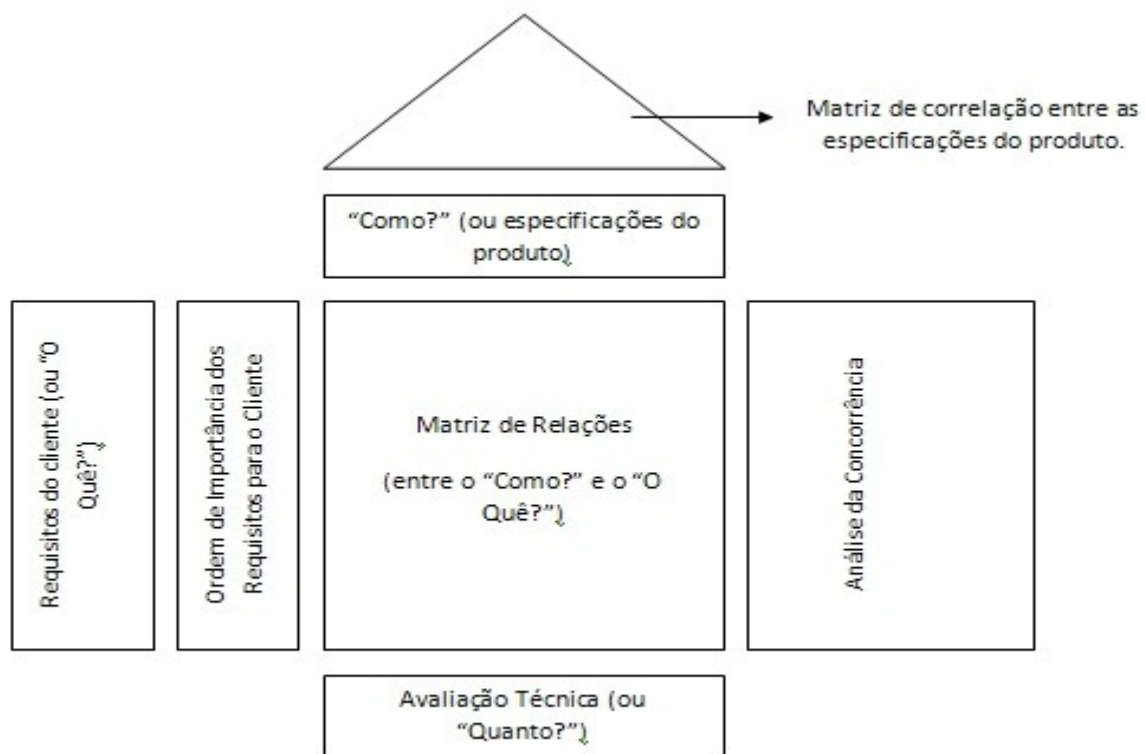 Matriz de correlação entre as
especificações do produto.
“Como?” (ou especificações do
produto)
Requisitos do cliente (ou “O
Quê?”)
Ordem de Importância dos
Requisitos para o Cliente
Matriz de Relações
(entre o “Como?” e o “O
Quê?”)
Análise da Concorrência
Avaliação Técnica (ou
“Quanto?”)